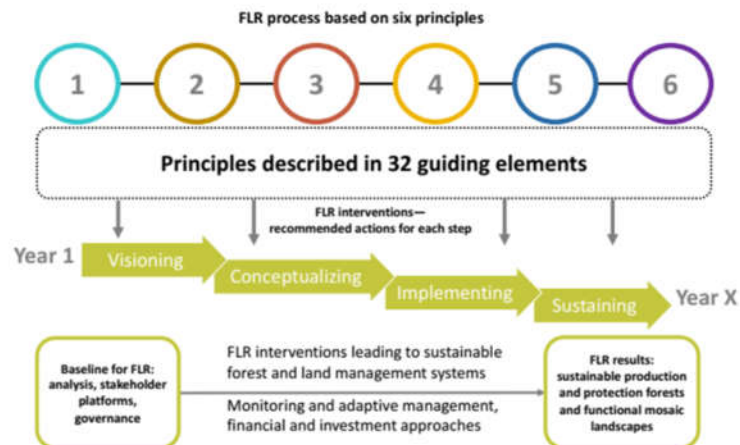 FLR process based on six principles
1 2 3 4 5 6
Principles described in 32 guiding elements
FLR interventions—
recommended actions for each step
Year 1
Visioning
Conceptualizing
Implementing
Sustaining
Year X
Baseline for FLR:
analysis, stakeholder
platforms,
governance
FLR interventions leading to sustainable
forest and land management systems
Monitoring and adaptive management,
financial and investment approaches
FLR results:
sustainable production
and protection forests
and functional mosaic
landscapes